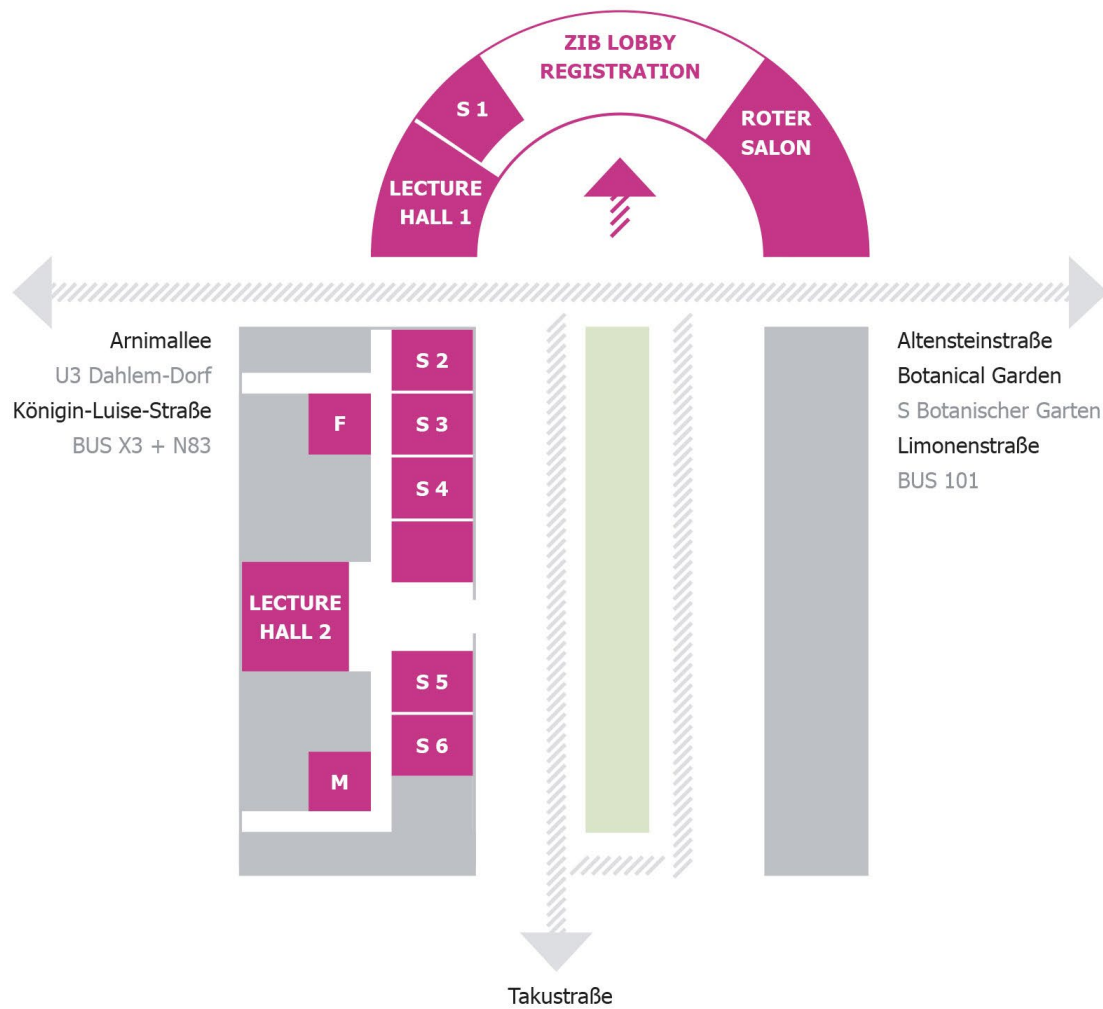 ZIB LOBBY
REGISTRATION
S 1
ROTER
SALON
LECTURE
HALL 1
Arnimallee
U3 Dahlem-Dorf
Königin-Luise-Straße
BUS X3 + N83
S 2
F
S 3
S 4
LECTURE
HALL 2
S 5
S 6
M
Altensteinstraße
Botanical Garden
S Botanischer Garten
Limonenstraße
BUS 101
Takustraße